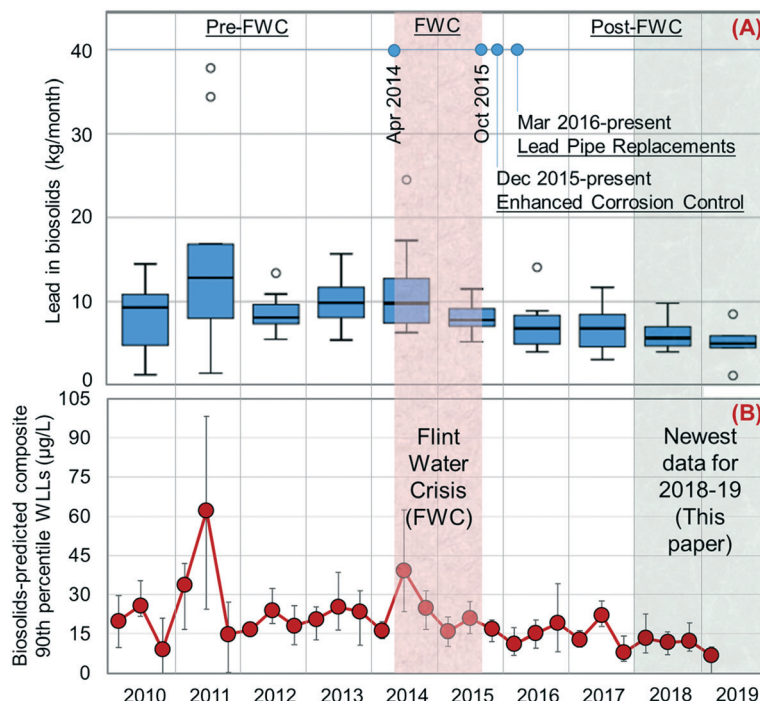 Pre-FWC
FWC
Post-FWC
(A)
Lead in biosolids (kg/month)
40
30
20
10
0
Apr 2014
Oct 2015
Mar 2016-present
Lead Pipe Replacements
Dec 2015-present
Enhanced Corrosion Control
(B)
Biosolids-predicted composite
90th percentile WLLs (µg/L)
105
90
75
60
45
30
15
0
Flint
Water
Crisis
(FWC)
Newest
data for
2018-19
(This
paper)
2010 2011 2012 2013 2014 2015 2016 2017 2018 2019